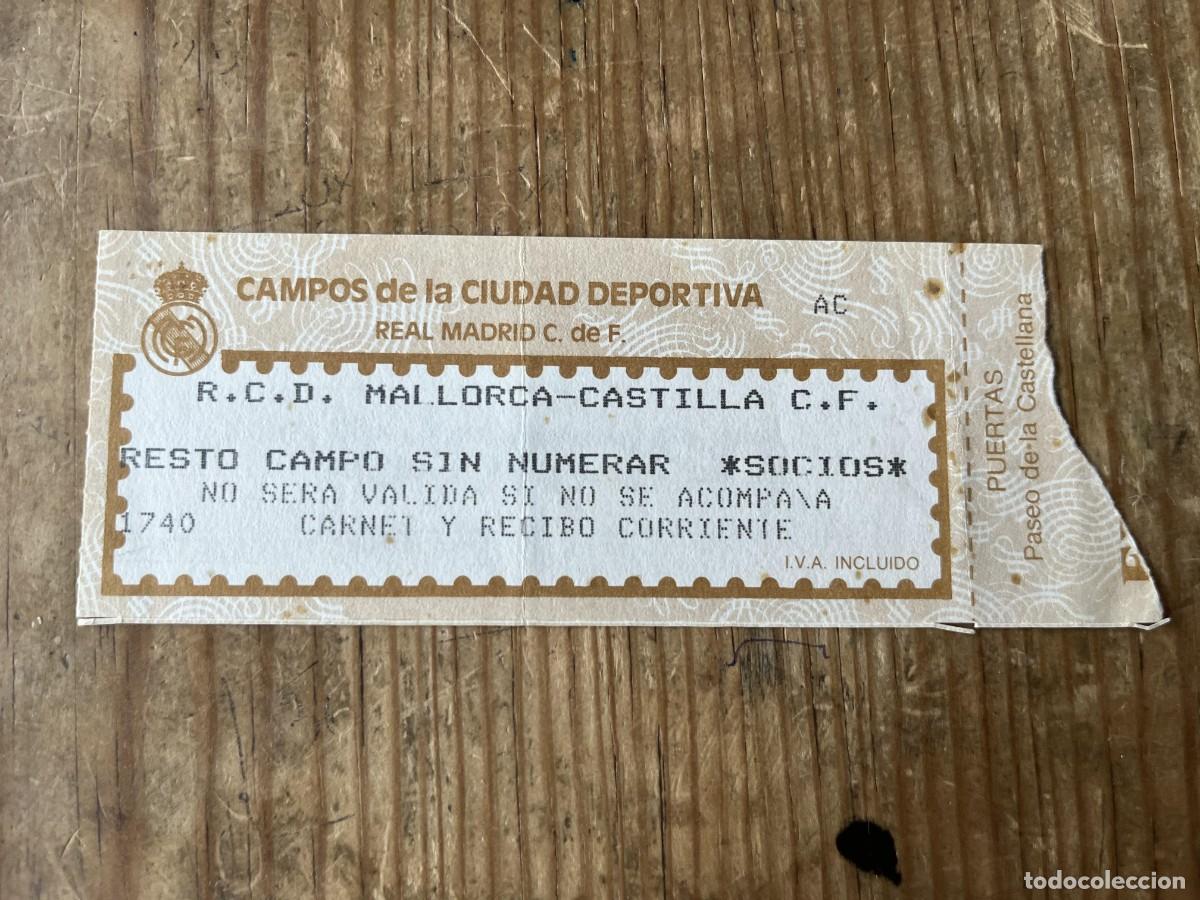 CAMPOS de la CIUDAD DEPORTIVA
AC
REAL MADRID C. de F.
R.C.D. MALLORCA-CASTILLA C.F.
RESTO CAMPO SIN NUMERAR *SOCIOS*
NO SERA VALIDA SI NO SE ACOMPA\A
1740 CARNET Y RECIBO CORRIENTE
I.V.A. INCLUIDO
PUERTAS
Paseo de la Castellana
todocoleccion